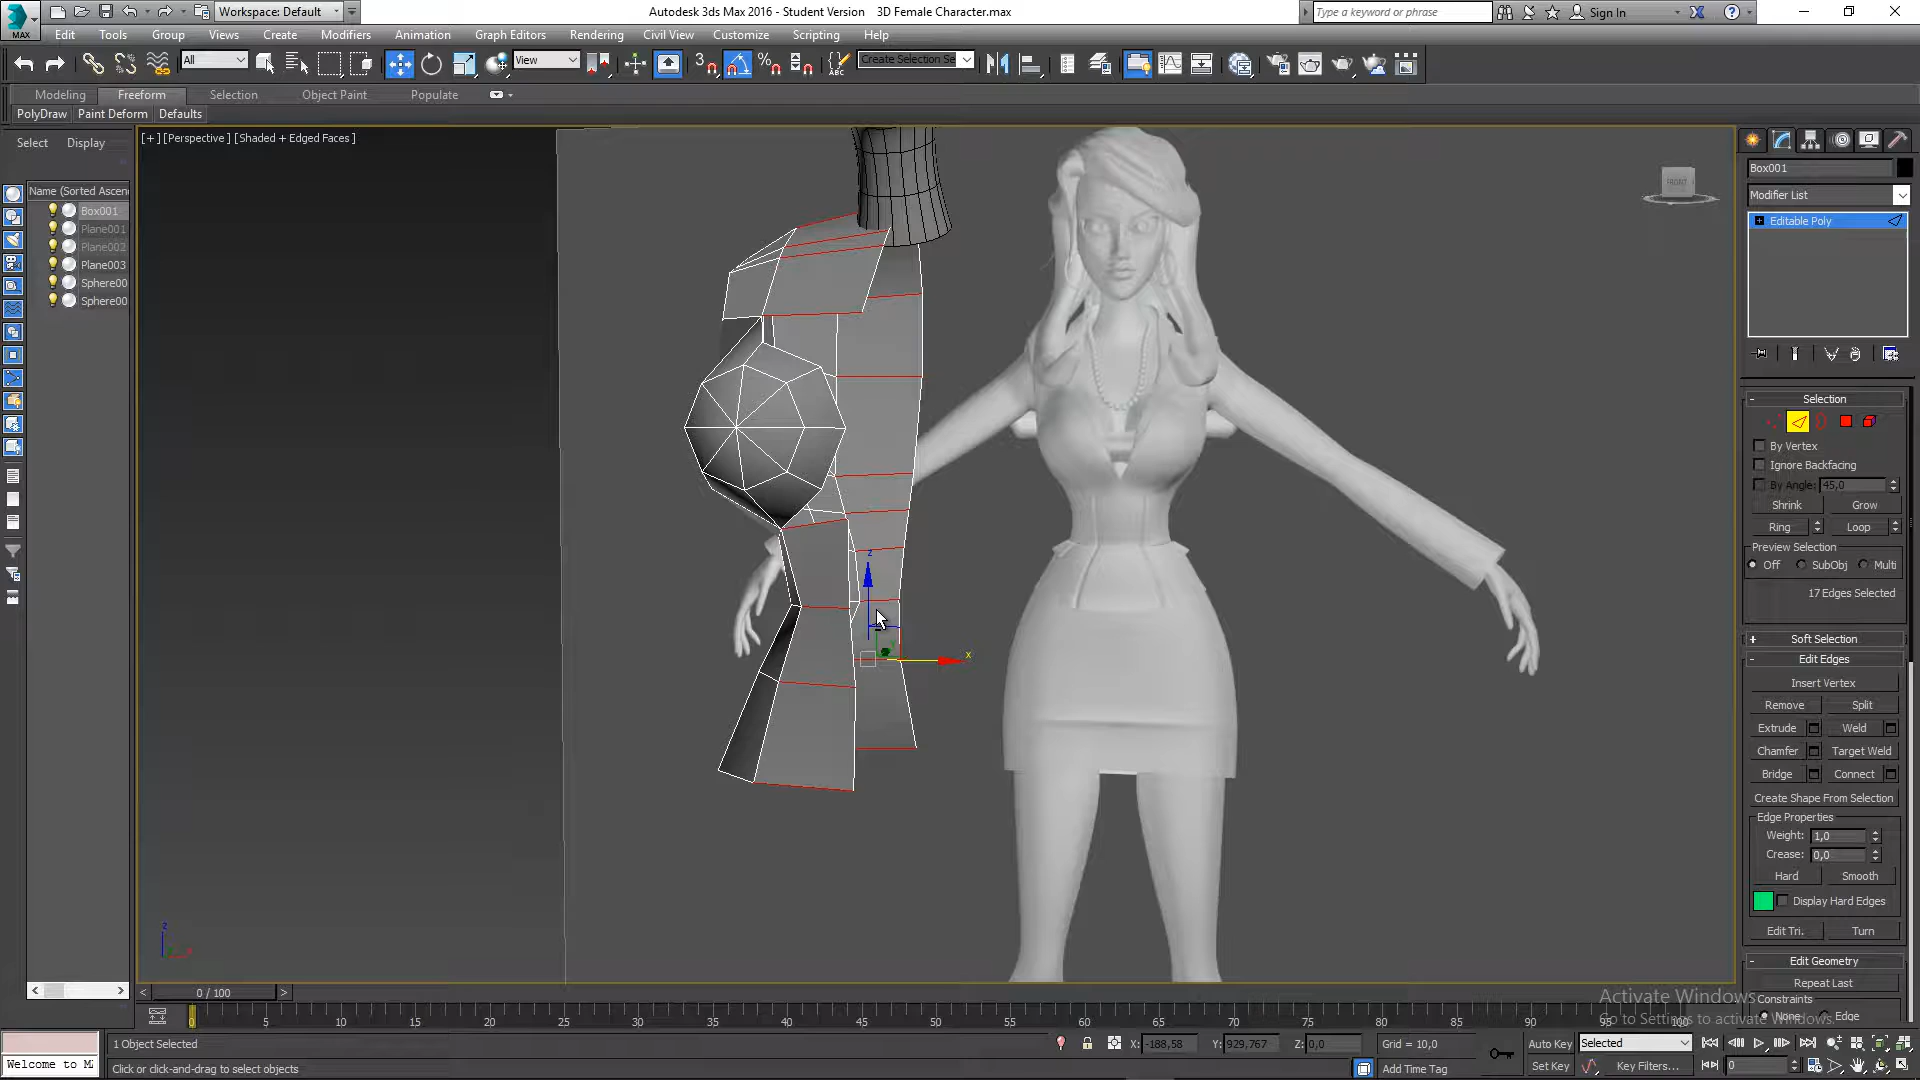 MAX
Workspace: Default
Autodesk 3ds Max 2016 - Student Version 3D Female Character.max
Type a keyword or phrase
Sign In
Edit Tools Group Views Create Modifiers Animation Graph Editors Rendering Civil View Customize Scripting Help
All
View
3
ABC
Create Selection Se
Modeling Freeform Selection Object Paint Populate
PolyDraw Paint Deform Defaults
Select Display
[+] [Perspective] [Shaded + Edged Faces]
Name (Sorted Ascen
Box001
Plane001
Plane002
Plane003
Sphere00
Sphere00
FRONT
z
x
z
Box001
Modifier List
Editable Poly
Selection
By Vertex
Ignore Backfacing
By Angle: 45,0
Shrink Grow
Ring Loop
Preview Selection
Off SubObj Multi
17 Edges Selected
Soft Selection
Edit Edges
Insert Vertex
Remove Split
Extrude Weld
Chamfer Target Weld
Bridge Connect
Create Shape From Selection
Edge Properties
Weight: 1,0
Crease: 0,0
Hard Smooth
Display Hard Edges
Edit Tri. Turn
Edit Geometry
Repeat Last
Constraints
None Edge
Activate Windows
Go to Settings to activate Windows.
0 / 100
0 5 10 15 20 25 30 35 40 45 50 55 60 65 70 75 80 85 90 95 100
1 Object Selected
X: -188,58 Y: 929,767 Z: 0,0
Grid = 10,0
Auto Key Selected
Welcome to M
Click or click-and-drag to select objects
Add Time Tag
Set Key Key Filters... 0